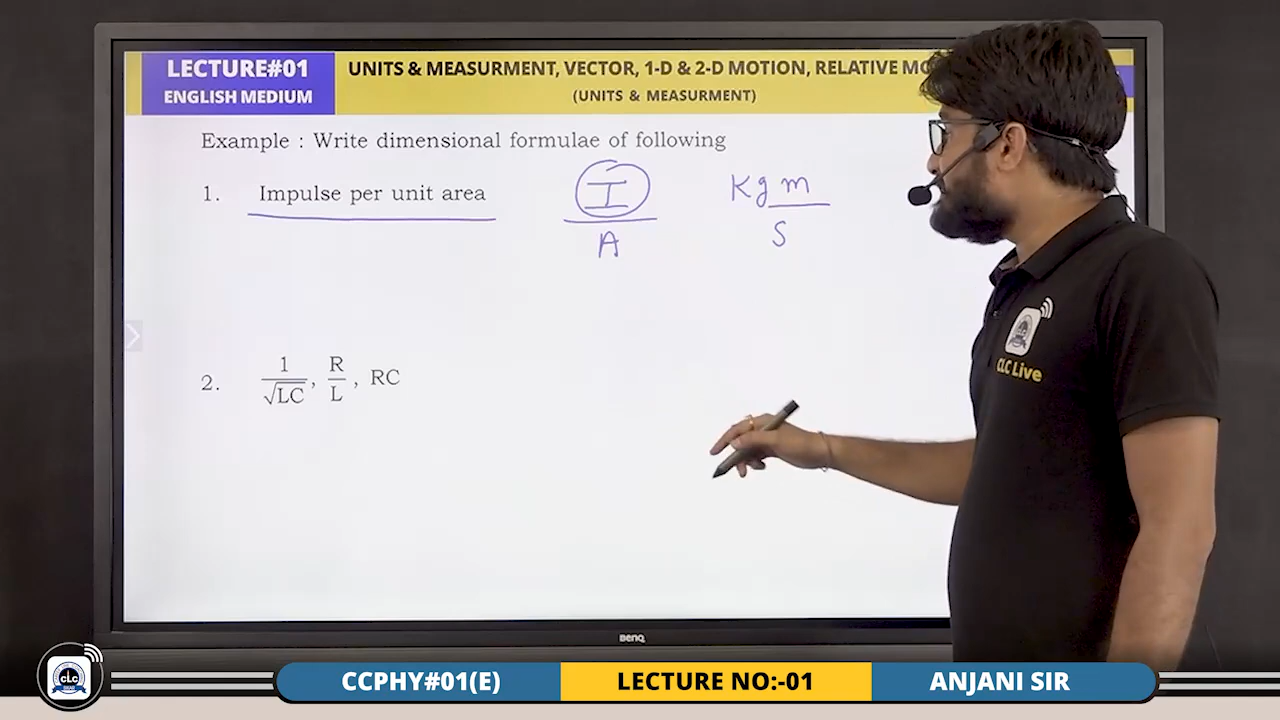 LECTURE#01
ENGLISH MEDIUM
UNITS & MEASURMENT, VECTOR, 1-D & 2-D MOTION, RELATIVE
(UNITS & MEASURMENT)
Example : Write dimensional formulae of following
1. Impulse per unit area
I
A
Kg m
S
2. 1/√LC, R/L, RC
CLC Live
BenQ
CLC
CCPHY#01(E)
LECTURE NO:-01
ANJANI SIR